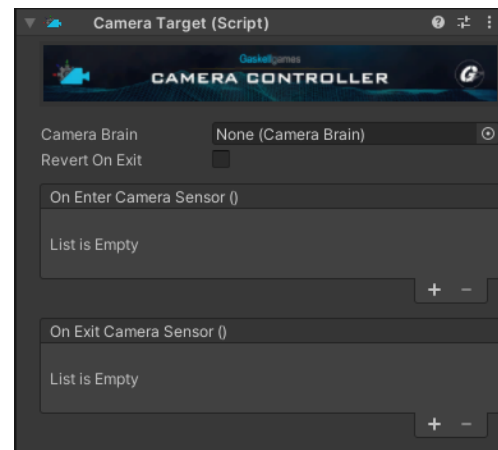 Camera Target (Script)
Gaskellgames
CAMERA CONTROLLER
G
Camera Brain None (Camera Brain)
Revert On Exit
On Enter Camera Sensor ()
List is Empty
+ −
On Exit Camera Sensor ()
List is Empty
+ −